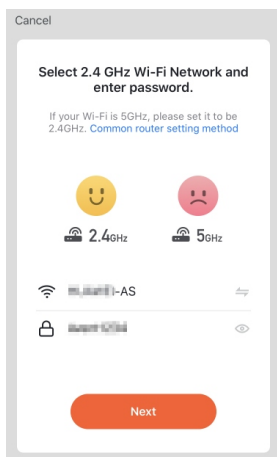 Cancel
Select 2.4 GHz Wi-Fi Network and
enter password.
If your Wi-Fi is 5GHz, please set it to be
2.4GHz. Common router setting method
2.4GHz
5GHz
-AS
Next